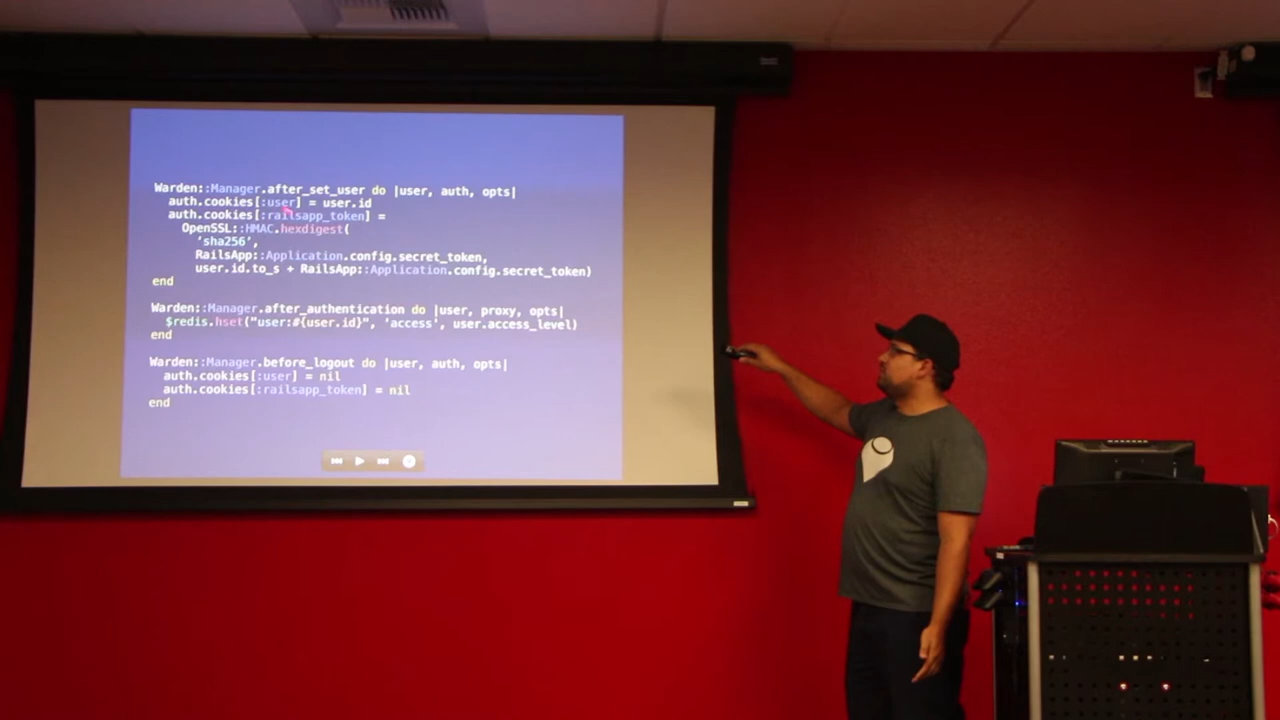 Warden::Manager.after_set_user do |user, auth, opts|
auth.cookies[:user] = user.id
auth.cookies[:railsapp_token] =
OpenSSL::HMAC.hexdigest(
'sha256',
RailsApp::Application.config.secret_token,
user.id.to_s + RailsApp::Application.config.secret_token)
end
Warden::Manager.after_authentication do |user, proxy, opts|
$redis.hset("user:#{user.id}", 'access', user.access_level)
end
Warden::Manager.before_logout do |user, auth, opts|
auth.cookies[:user] = nil
auth.cookies[:railsapp_token] = nil
end